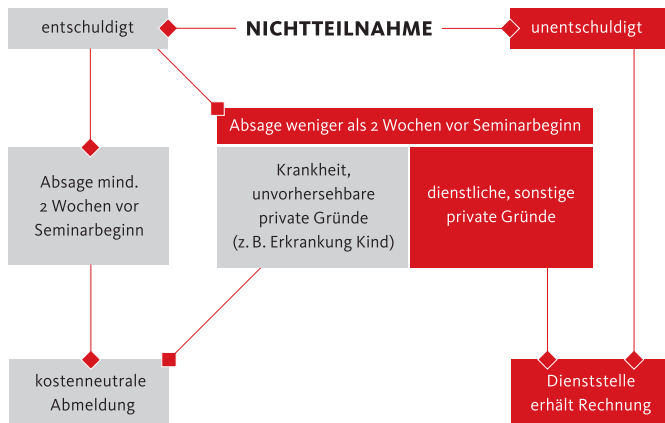 entschuldigt
NICHTTEILNAHME
unentschuldigt
Absage weniger als 2 Wochen vor Seminarbeginn
Absage mind.
2 Wochen vor
Seminarbeginn
Krankheit,
unvorhersehbare
private Gründe
(z. B. Erkrankung Kind)
dienstliche, sonstige
private Gründe
kostenneutrale
Abmeldung
Dienststelle
erhält Rechnung